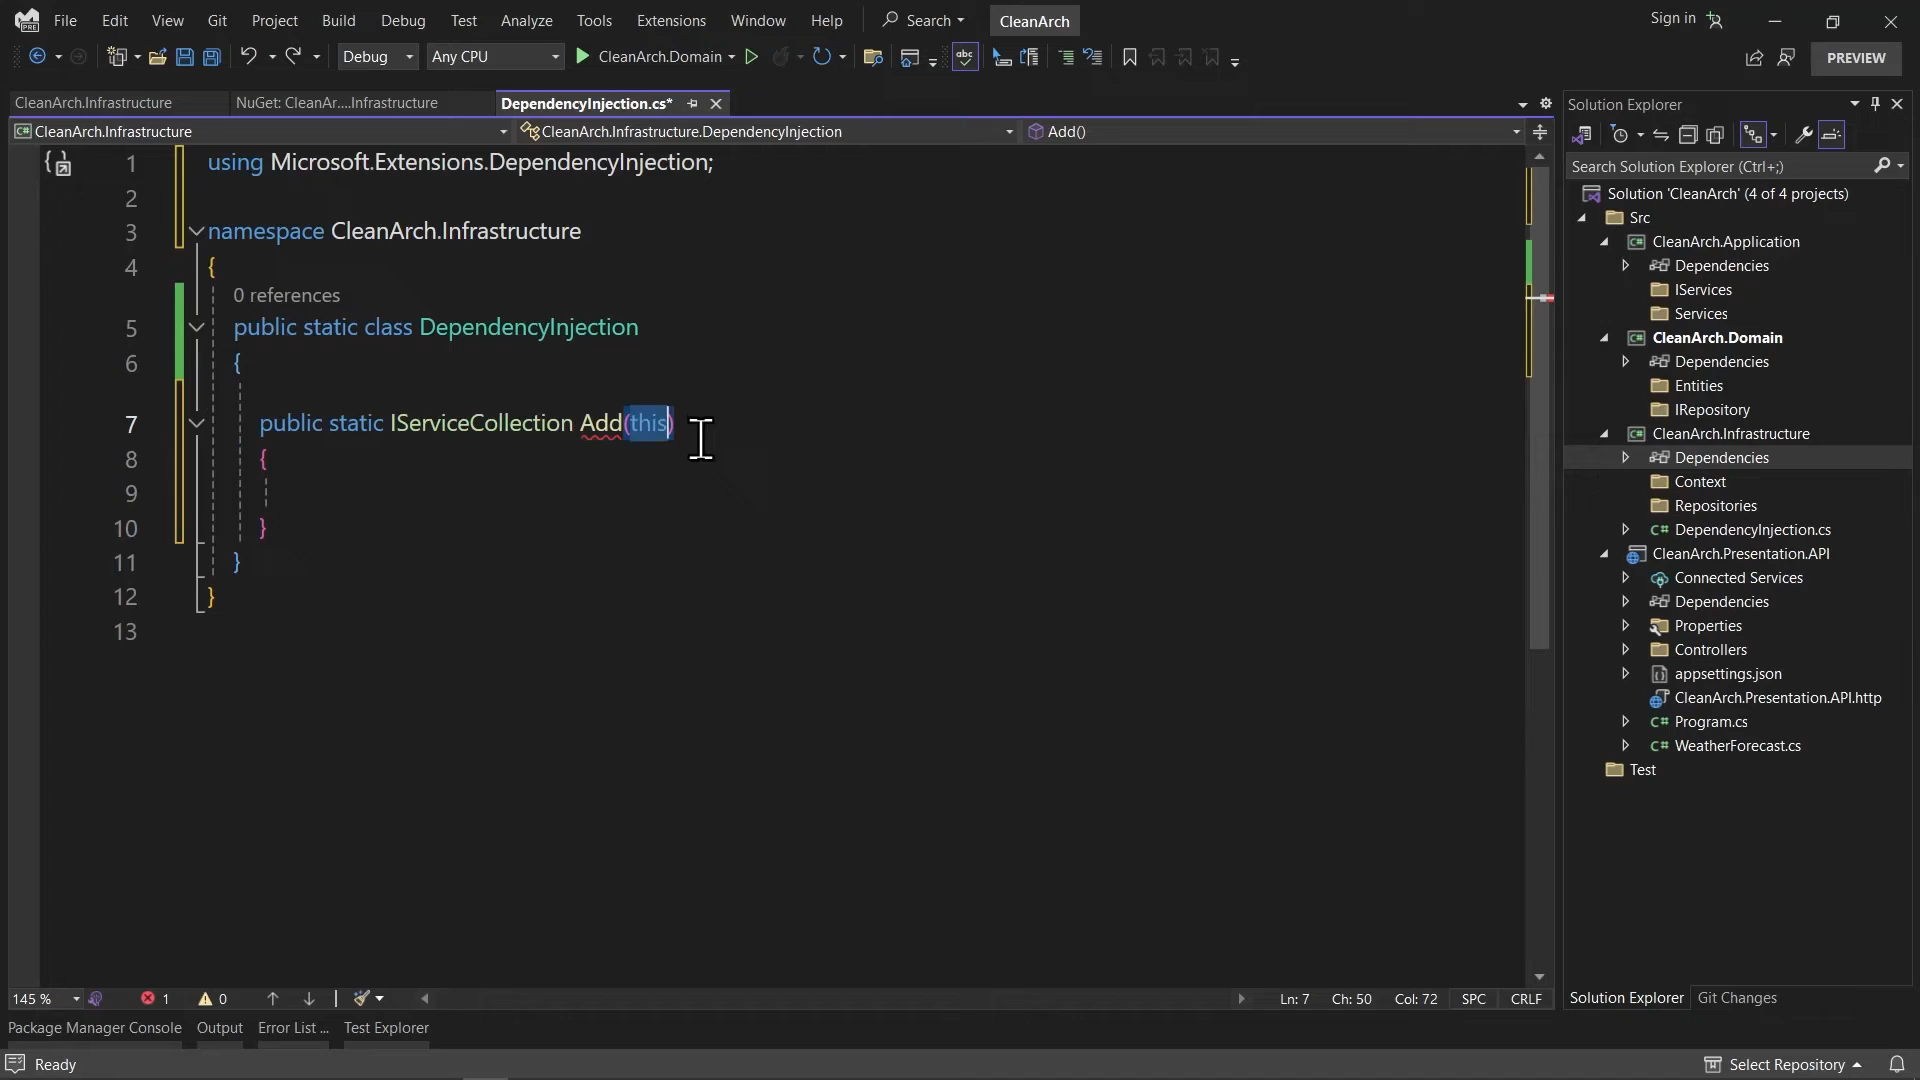 File Edit View Git Project Build Debug Test Analyze Tools Extensions Window Help Search CleanArch Sign in
Debug Any CPU CleanArch.Domain PREVIEW
CleanArch.Infrastructure NuGet: CleanAr....Infrastructure DependencyInjection.cs*
CleanArch.Infrastructure CleanArch.Infrastructure.DependencyInjection Add()
1 using Microsoft.Extensions.DependencyInjection;
2
3 namespace CleanArch.Infrastructure
4 {
0 references
5 public static class DependencyInjection
6 {
7 public static IServiceCollection Add(this)
8 {
9
10 }
11 }
12 }
13
145 % 1 0 Ln: 7 Ch: 50 Col: 72 SPC CRLF
Package Manager Console Output Error List ... Test Explorer
Ready
Select Repository
Solution Explorer
Search Solution Explorer (Ctrl+;)
Solution 'CleanArch' (4 of 4 projects)
Src
CleanArch.Application
Dependencies
IServices
Services
CleanArch.Domain
Dependencies
Entities
IRepository
CleanArch.Infrastructure
Dependencies
Context
Repositories
C# DependencyInjection.cs
CleanArch.Presentation.API
Connected Services
Dependencies
Properties
Controllers
appsettings.json
CleanArch.Presentation.API.http
C# Program.cs
C# WeatherForecast.cs
Test
Solution Explorer Git Changes